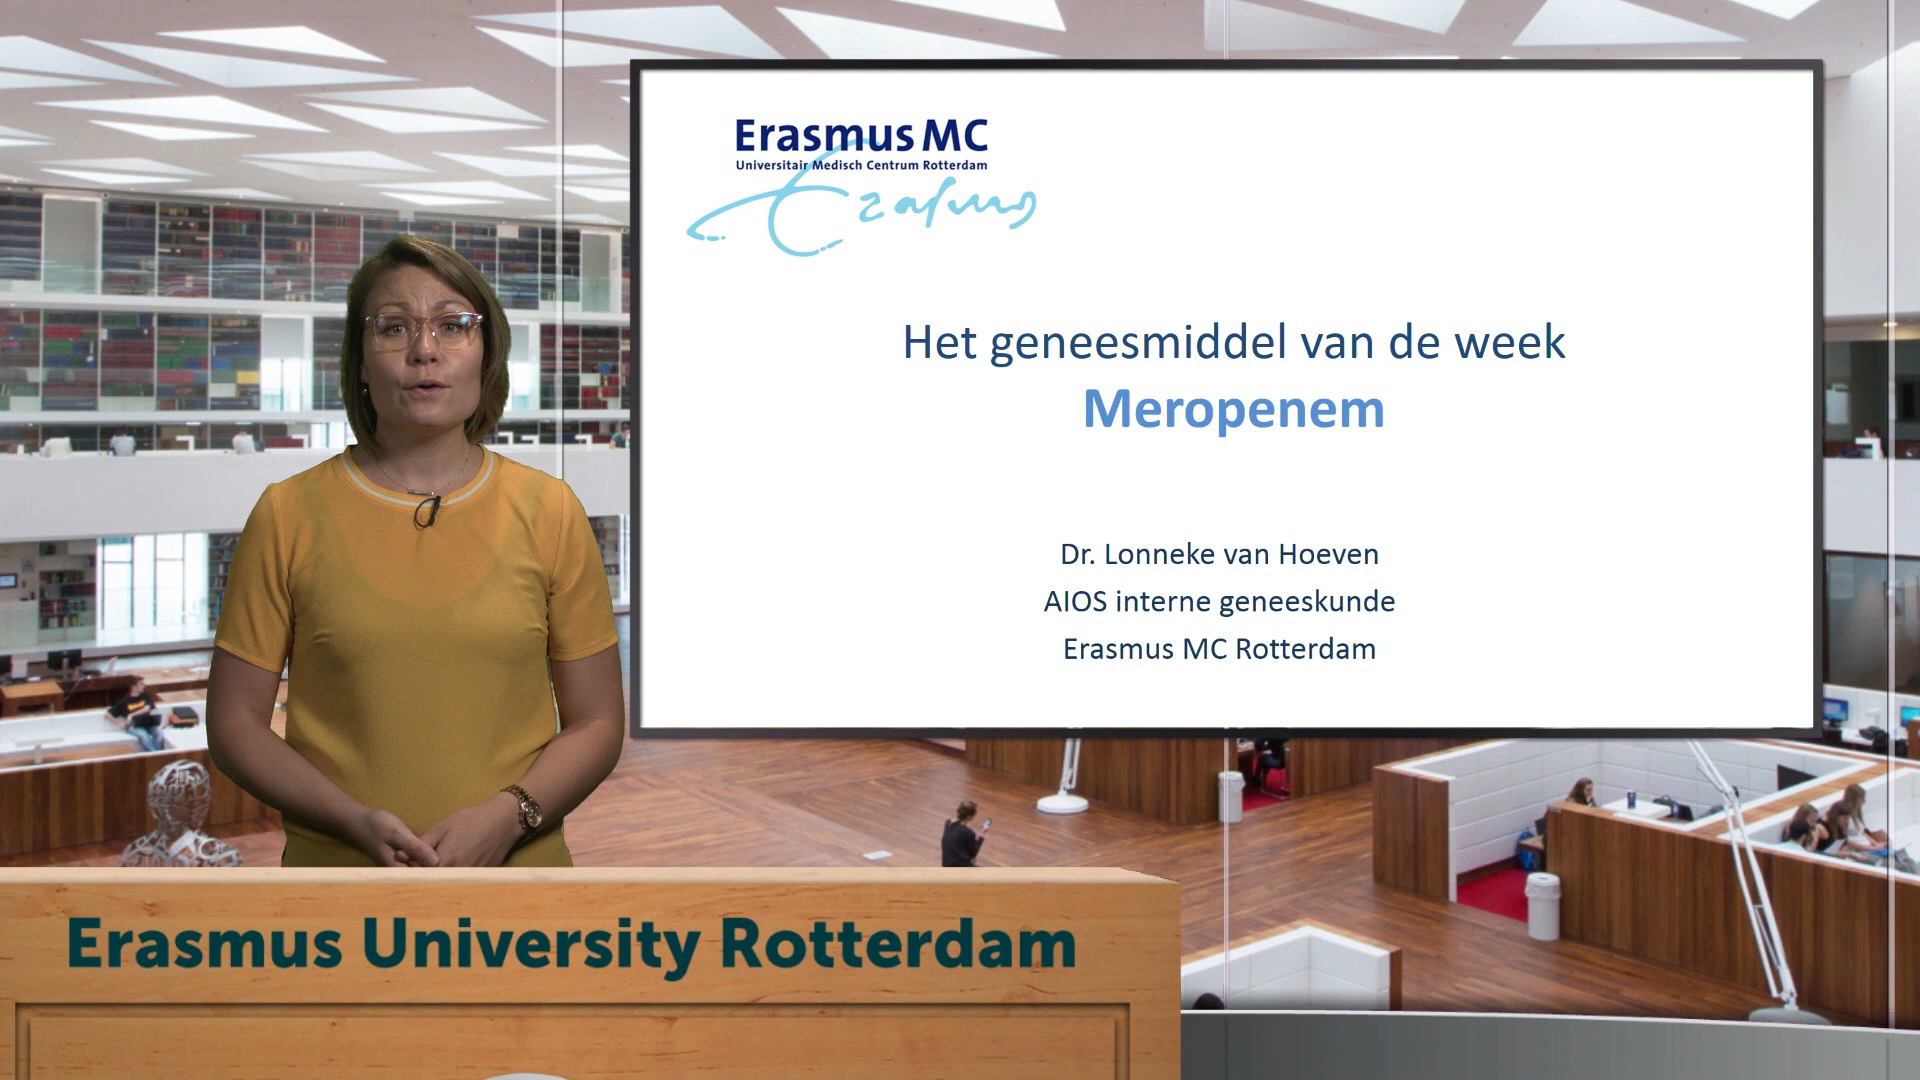 Erasmus MC
Universitair Medisch Centrum Rotterdam
Erasmus
Het geneesmiddel van de week
Meropenem
Dr. Lonneke van Hoeven
AIOS interne geneeskunde
Erasmus MC Rotterdam
Erasmus University Rotterdam